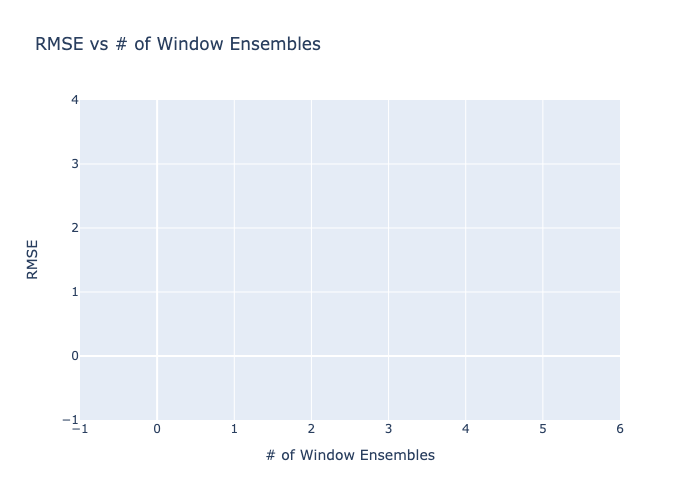 RMSE vs # of Window Ensembles
4
3
2
1
0
−1
RMSE
−1 0 1 2 3 4 5 6
# of Window Ensembles